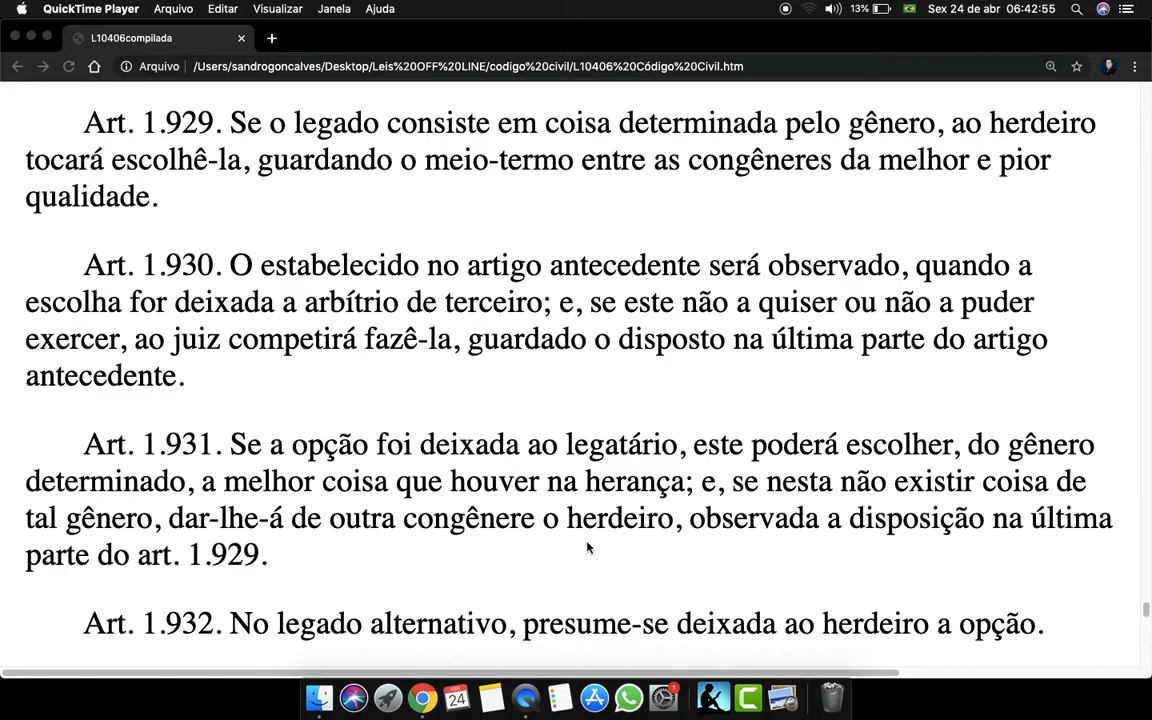 QuickTime Player Arquivo Editar Visualizar Janela Ajuda 13% Sex 24 de abr 06:42:55
L10406compilada
Arquivo /Users/sandrogoncalves/Desktop/Leis%20OFF%20LINE/codigo%20civil/L10406%20Código%20Civil.htm
Art. 1.929. Se o legado consiste em coisa determinada pelo gênero, ao herdeiro
tocará escolhê-la, guardando o meio-termo entre as congêneres da melhor e pior
qualidade.
Art. 1.930. O estabelecido no artigo antecedente será observado, quando a
escolha for deixada a arbítrio de terceiro; e, se este não a quiser ou não a puder
exercer, ao juiz competirá fazê-la, guardado o disposto na última parte do artigo
antecedente.
Art. 1.931. Se a opção foi deixada ao legatário, este poderá escolher, do gênero
determinado, a melhor coisa que houver na herança; e, se nesta não existir coisa de
tal gênero, dar-lhe-á de outra congênere o herdeiro, observada a disposição na última
parte do art. 1.929.
Art. 1.932. No legado alternativo, presume-se deixada ao herdeiro a opção.
24
1